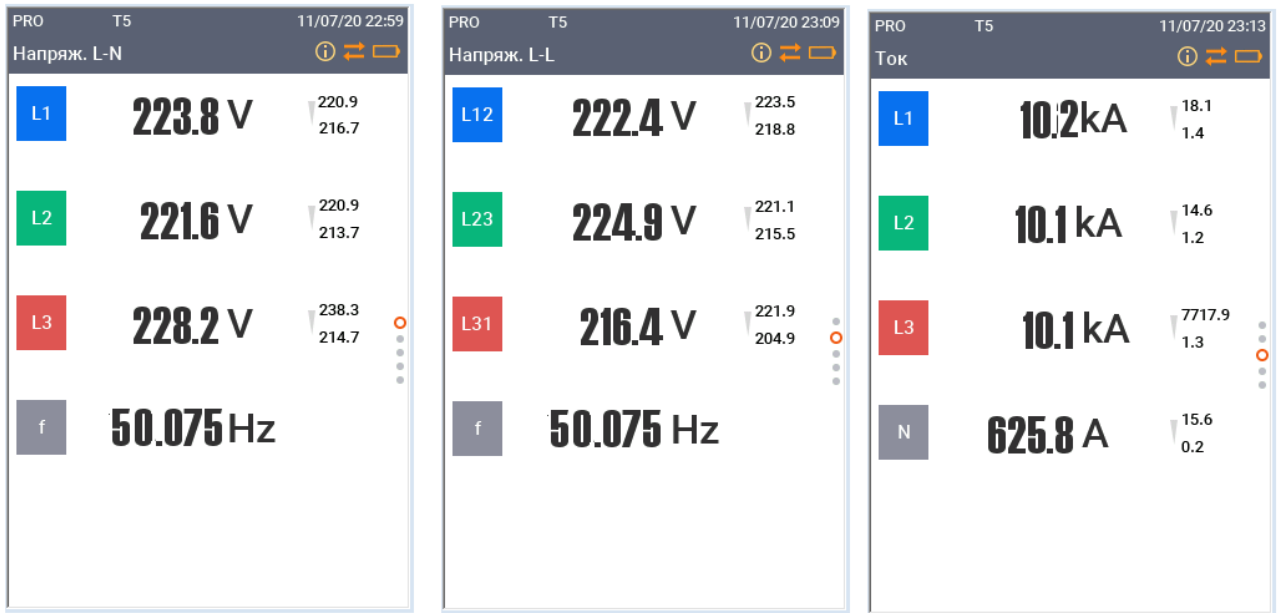 PRO T5 11/07/20 22:59
Напряж. L-N
L1 223.8 V 220.9
216.7
L2 221.6 V 220.9
213.7
L3 228.2 V 238.3
214.7
f 50.075 Hz
PRO T5 11/07/20 23:09
Напряж. L-L
L12 222.4 V 223.5
218.8
L23 224.9 V 221.1
215.5
L31 216.4 V 221.9
204.9
f 50.075 Hz
PRO T5 11/07/20 23:13
Ток
L1 10.2kA 18.1
1.4
L2 10.1 kA 14.6
1.2
L3 10.1 kA 7717.9
1.3
N 625.8 A 15.6
0.2